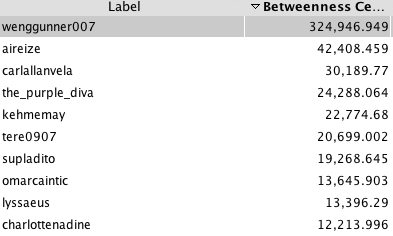 Label Betweenness Ce...
wenggunner007 324,946.949
aireize 42,408.459
carlallanvela 30,189.77
the_purple_diva 24,288.064
kehmemay 22,774.68
tere0907 20,699.002
supladito 19,268.645
omarcaintic 13,645.903
lyssaeus 13,396.29
charlottenadine 12,213.996